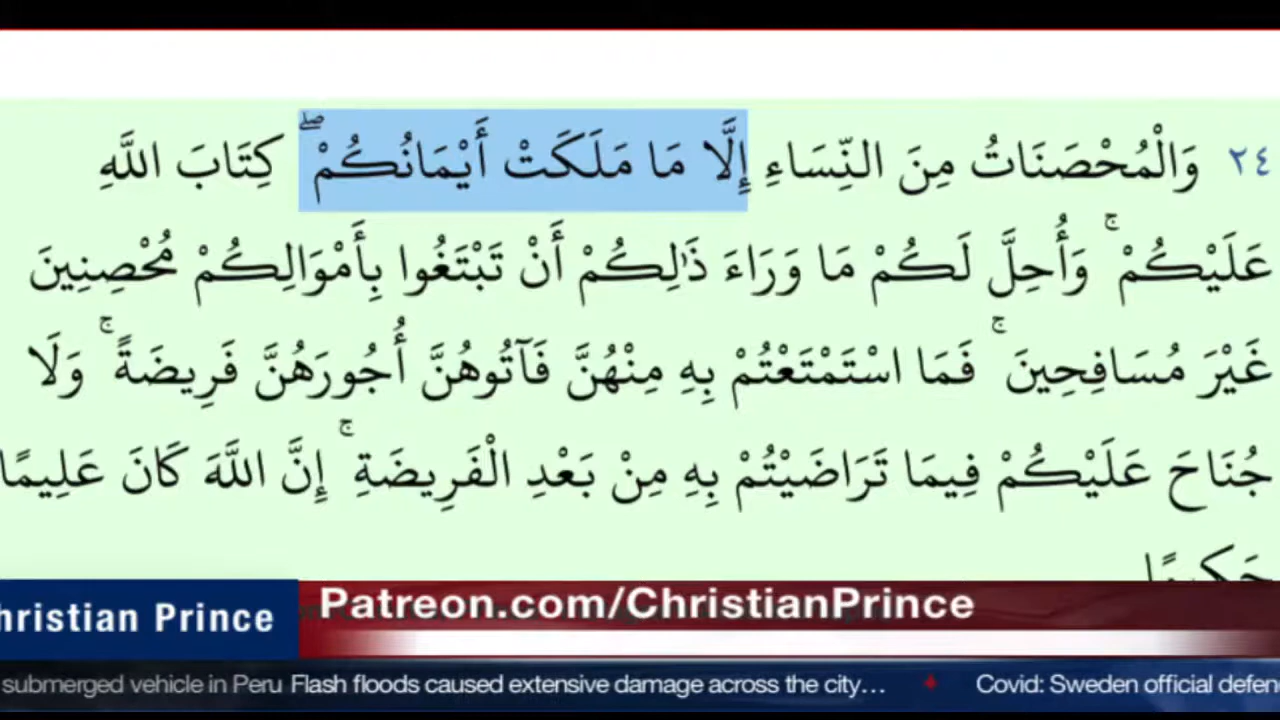 ٢٤ وَالْمُحْصَنَاتُ مِنَ النِّسَاءِ إِلَّا مَا مَلَكَتْ أَيْمَانُكُمْ ۖ كِتَابَ اللَّهِ
عَلَيْكُمْ ۚ وَأُحِلَّ لَكُمْ مَا وَرَاءَ ذَٰلِكُمْ أَنْ تَبْتَغُوا بِأَمْوَالِكُمْ مُحْصِنِينَ
غَيْرَ مُسَافِحِينَ ۚ فَمَا اسْتَمْتَعْتُمْ بِهِ مِنْهُنَّ فَآتُوهُنَّ أُجُورَهُنَّ فَرِيضَةً ۚ وَلَا
جُنَاحَ عَلَيْكُمْ فِيمَا تَرَاضَيْتُمْ بِهِ مِنْ بَعْدِ الْفَرِيضَةِ ۚ إِنَّ اللَّهَ كَانَ عَلِيمًا
حَكِيمًا
hristian Prince
Patreon.com/ChristianPrince
submerged vehicle in Peru Flash floods caused extensive damage across the city... Covid: Sweden official defen